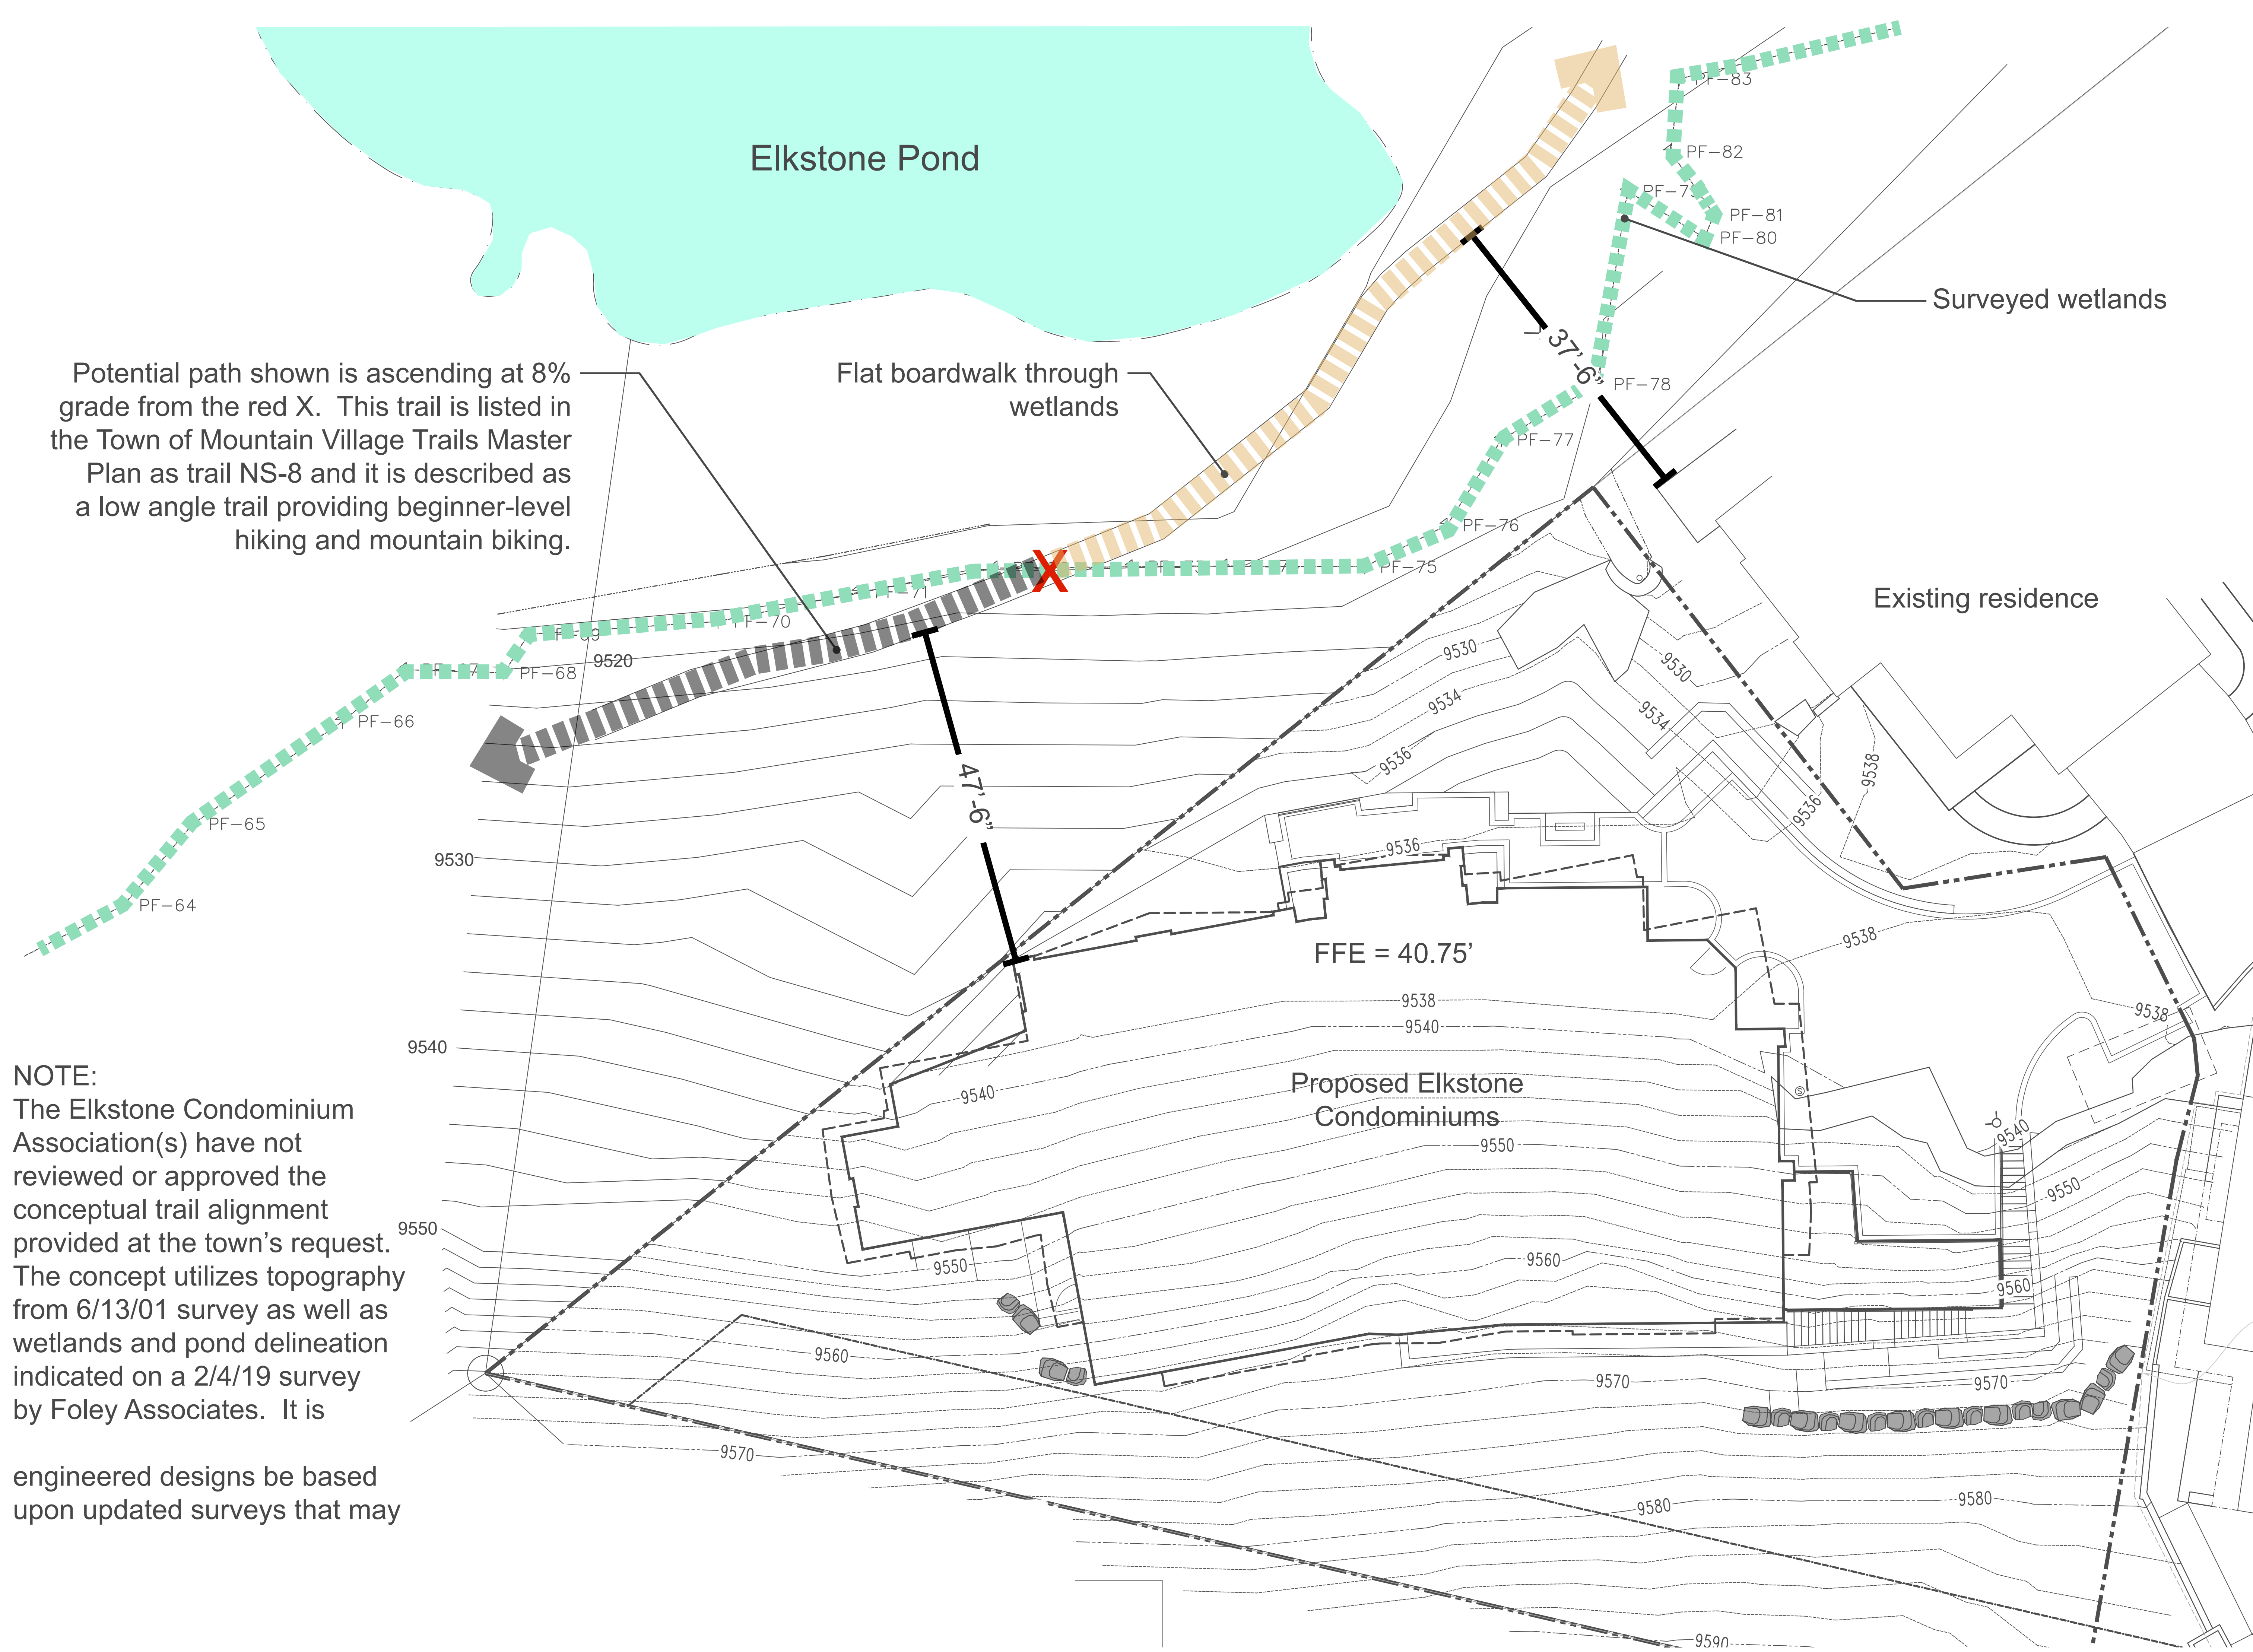 Elkstone Pond
PF-83
PF-82
PF-81
PF-80
Surveyed wetlands
37'-6"
PF-78
PF-77
PF-76
PF-75
Potential path shown is ascending at 8%
grade from the red X.  This trail is listed in
the Town of Mountain Village Trails Master
Plan as trail NS-8 and it is described as
a low angle trail providing beginner-level
hiking and mountain biking.
Flat boardwalk through
wetlands
X
PF-71
PF-70
PF-69
PF-68
PF-67
PF-66
PF-65
PF-64
9520
9530
9540
9550
47'-6"
Existing residence
9530
9534
9536
9530
9534
9536
9538
9536
9538
9538
FFE = 40.75’
9538
9540
9540
Proposed Elkstone
Condominiums
9550
9540
9550
9550
9560
9560
9560
9570
9570
9570
9580
9580
9590
S
NOTE:
The Elkstone Condominium
Association(s) have not
reviewed or approved the
conceptual trail alignment
provided at the town’s request.
The concept utilizes topography
from 6/13/01 survey as well as
wetlands and pond delineation
indicated on a 2/4/19 survey
by Foley Associates.  It is
engineered designs be based
upon updated surveys that may